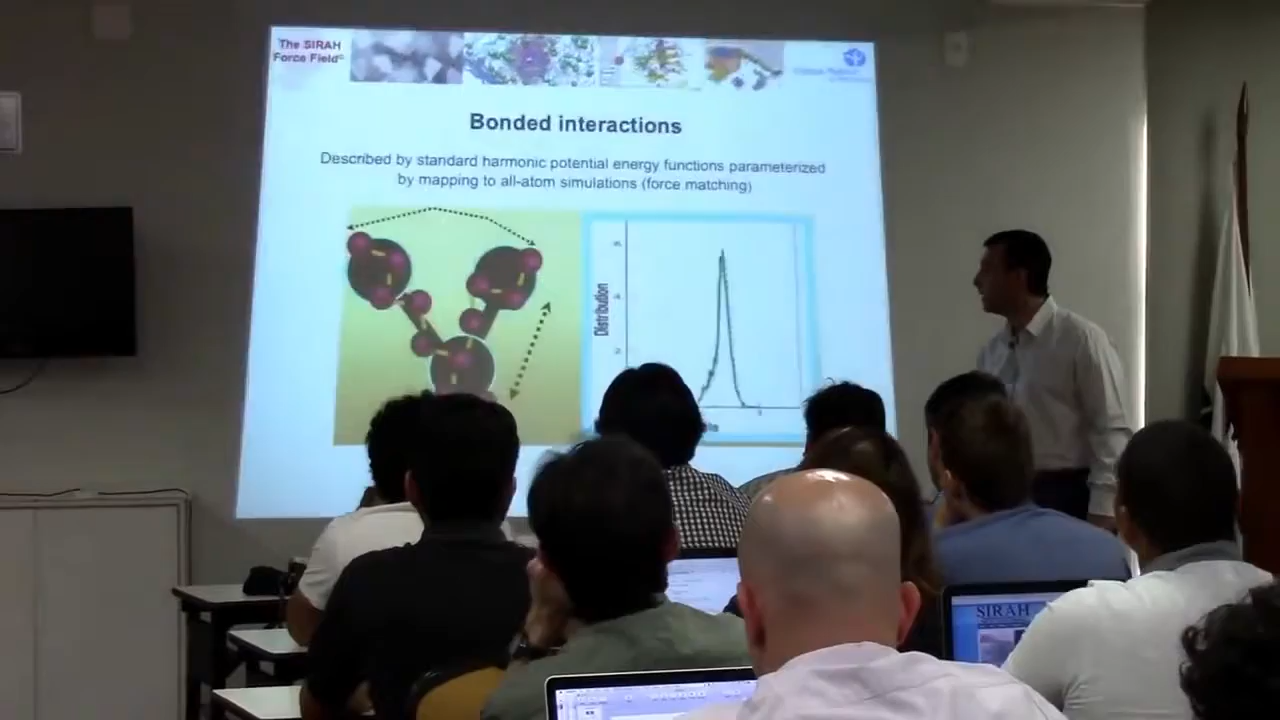 The SIRAH
Force Field©
Bonded interactions
Described by standard harmonic potential energy functions parameterized
by mapping to all-atom simulations (force matching)
Distribution
SIRAH